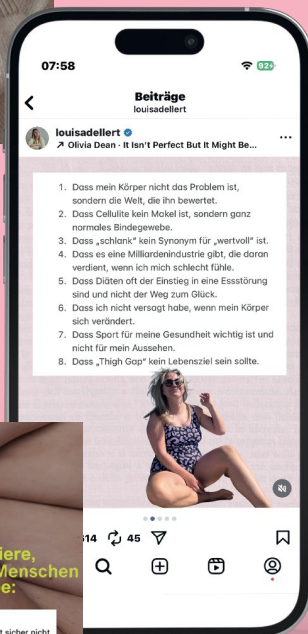 07:58
92
Beiträge
louisadellert
louisadellert
Olivia Dean · It Isn't Perfect But It Might Be...
1. Dass mein Körper nicht das Problem ist,
sondern die Welt, die ihn bewertet.
2. Dass Cellulite kein Makel ist, sondern ganz
normales Bindegewebe.
3. Dass „schlank“ kein Synonym für „wertvoll“ ist.
4. Dass es eine Milliardenindustrie gibt, die daran
verdient, wenn ich mich schlecht fühle.
5. Dass Diäten oft der Einstieg in eine Essstörung
sind und nicht der Weg zum Glück.
6. Dass ich nicht versagt habe, wenn mein Körper
sich verändert.
7. Dass Sport für meine Gesundheit wichtig ist und
nicht für mein Aussehen.
8. Dass „Thigh Gap“ kein Lebensziel sein sollte.
14 45
iere,
Menschen
e:
t sicher nicht